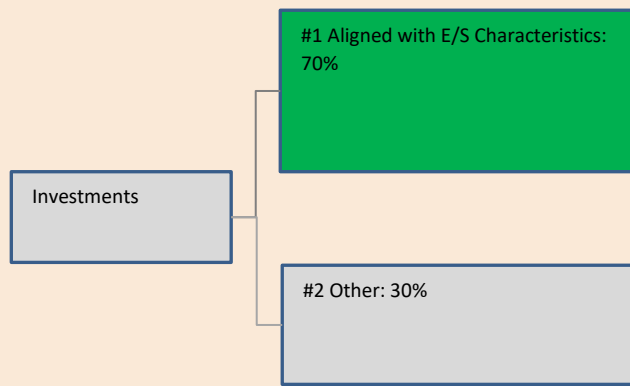 #1 Aligned with E/S Characteristics:
70%
Investments
#2 Other: 30%